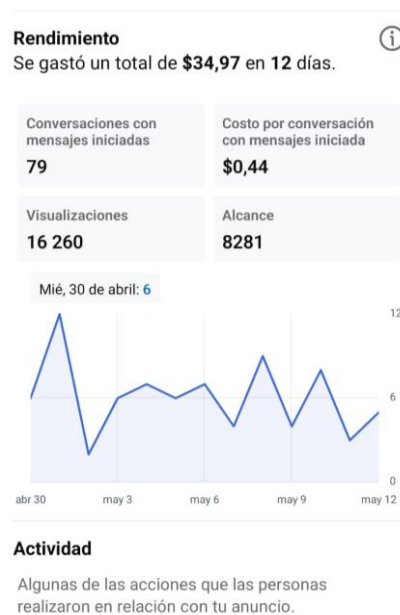 Rendimiento
Se gastó un total de $34,97 en 12 días.
Conversaciones con
mensajes iniciadas
79
Costo por conversación
con mensajes iniciada
$0,44
Visualizaciones
16 260
Alcance
8281
Mié, 30 de abril: 6
12
6
0
abr 30
may 3
may 6
may 9
may 12
Actividad
Algunas de las acciones que las personas
realizaron en relación con tu anuncio.